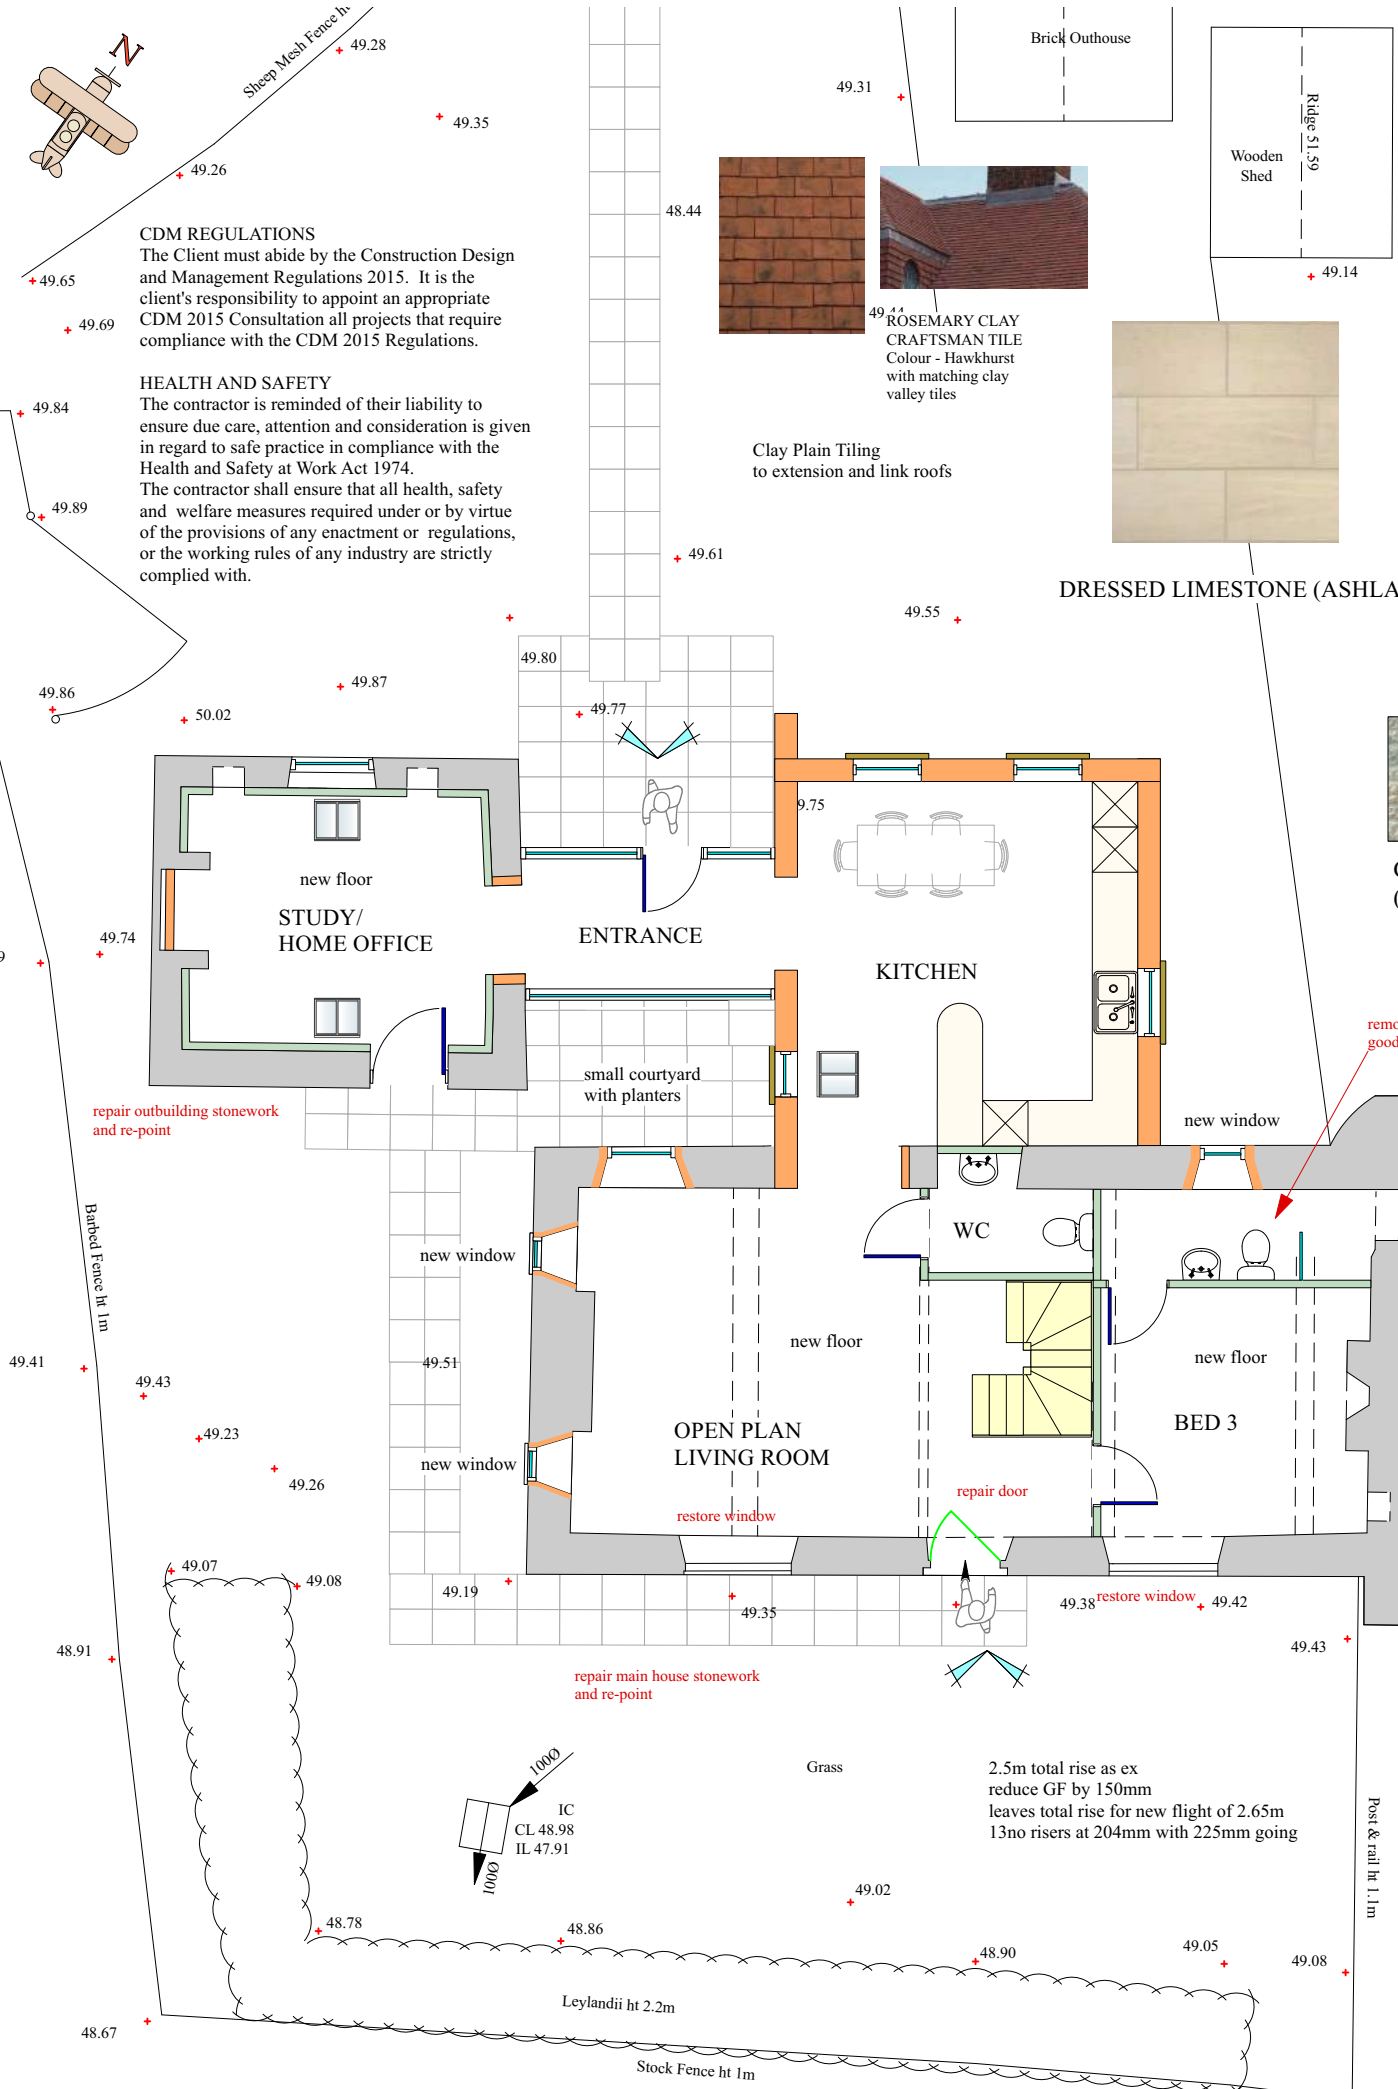 N
Sheep Mesh Fence
49.28
49.35
49.26
49.31
Brick Outhouse
Ridge 51.59
Wooden
Shed
48.44
49.14
CDM REGULATIONS
The Client must abide by the Construction Design
and Management Regulations 2015.  It is the
client's responsibility to appoint an appropriate
CDM 2015 Consultation all projects that require
compliance with the CDM 2015 Regulations.
49.65
49.69
49.44
ROSEMARY CLAY
CRAFTSMAN TILE
Colour - Hawkhurst
with matching clay
valley tiles
HEALTH AND SAFETY
The contractor is reminded of their liability to
ensure due care, attention and consideration is given
in regard to safe practice in compliance with the
Health and Safety at Work Act 1974.
The contractor shall ensure that all health, safety
and  welfare measures required under or by virtue
of the provisions of any enactment or  regulations,
or the working rules of any industry are strictly
complied with.
49.84
49.89
Clay Plain Tiling
to extension and link roofs
49.61
49.55
DRESSED LIMESTONE (ASHLA
49.80
49.87
49.86
50.02
49.77
9.75
new floor
STUDY/
HOME OFFICE
ENTRANCE
KITCHEN
49.74
9
C
(
small courtyard
with planters
remo
good
repair outbuilding stonework
and re-point
new window
Barbed Fence ht 1m
new window
WC
new floor
new floor
49.41
49.43
49.51
49.23
49.26
OPEN PLAN
LIVING ROOM
BED 3
new window
repair door
restore window
49.07
49.08
49.19
49.35
49.38
restore window
49.42
49.43
48.91
repair main house stonework
and re-point
100Ø
IC
CL 48.98
IL 47.91
100Ø
Grass
2.5m total rise as ex
reduce GF by 150mm
leaves total rise for new flight of 2.65m
13no risers at 204mm with 225mm going
Post & rail ht 1.1m
49.02
48.78
48.86
48.90
49.05
49.08
Leylandii ht 2.2m
48.67
Stock Fence ht 1m